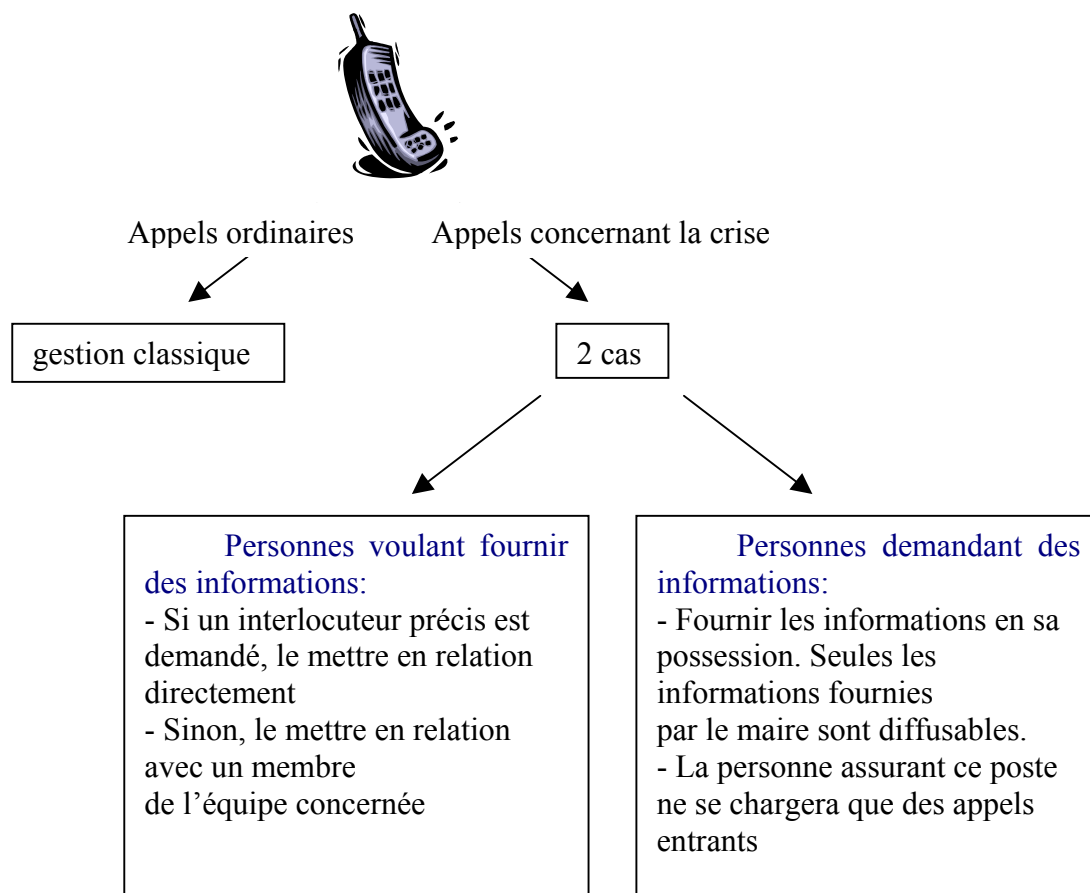 Appels ordinaires
Appels concernant la crise
gestion classique
2 cas
Personnes voulant fournir
des informations:
- Si un interlocuteur précis est
demandé, le mettre en relation
directement
- Sinon, le mettre en relation
avec un membre
de l’équipe concernée
Personnes demandant des
informations:
- Fournir les informations en sa
possession. Seules les
informations fournies
par le maire sont diffusables.
- La personne assurant ce poste
ne se chargera que des appels
entrants